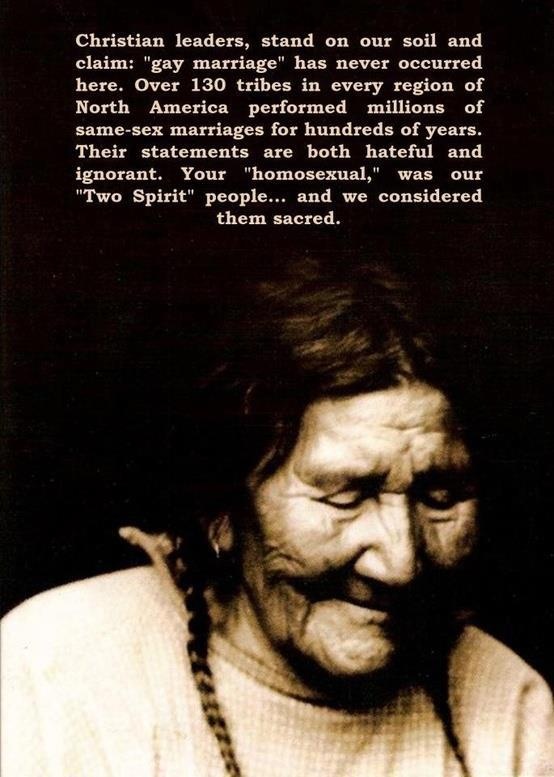 Christian leaders, stand on our soil and
claim: "gay marriage" has never occurred
here. Over 130 tribes in every region of
North America performed millions of
same-sex marriages for hundreds of years.
Their statements are both hateful and
ignorant. Your "homosexual," was our
"Two Spirit" people... and we considered
them sacred.